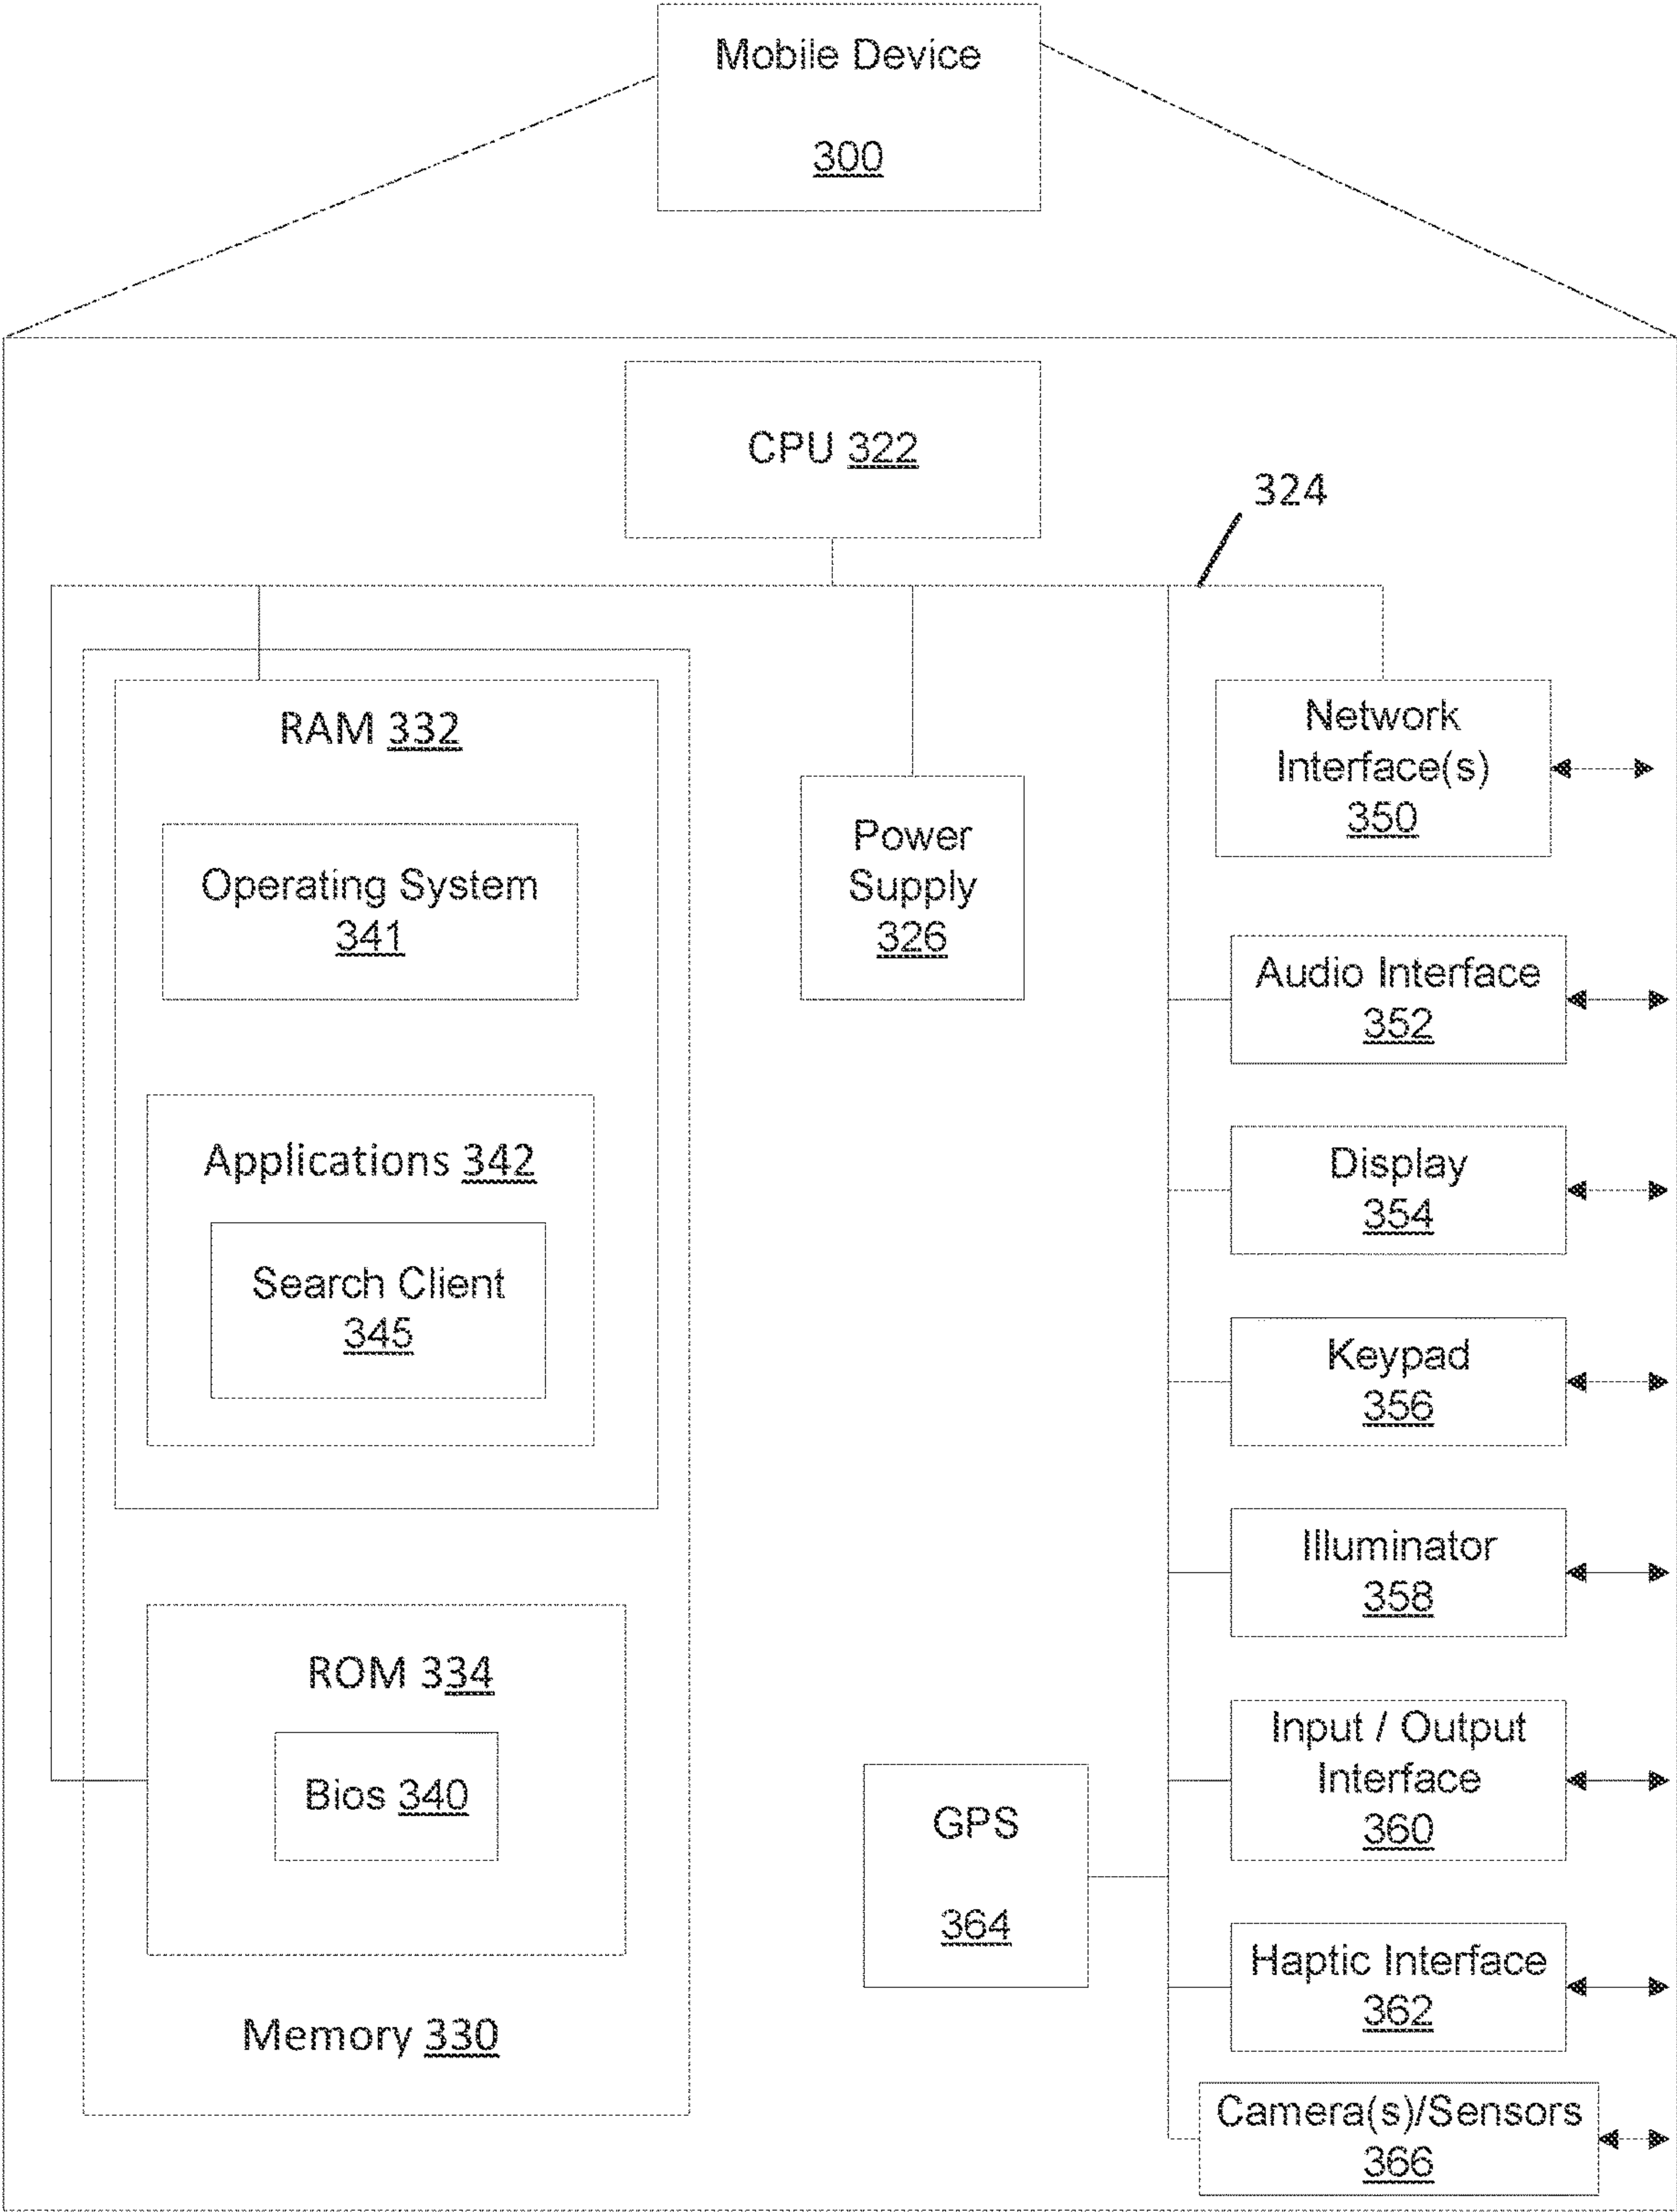 Mobile Device
300
CPU 322
324
RAM 332
Operating System
341
Applications 342
Search Client
345
ROM 334
Bios 340
Memory 330
Power
Supply
326
GPS
364
Network
Interface(s)
350
Audio Interface
352
Display
354
Keypad
356
Illuminator
358
Input / Output
Interface
360
Haptic Interface
362
Camera(s)/Sensors
366